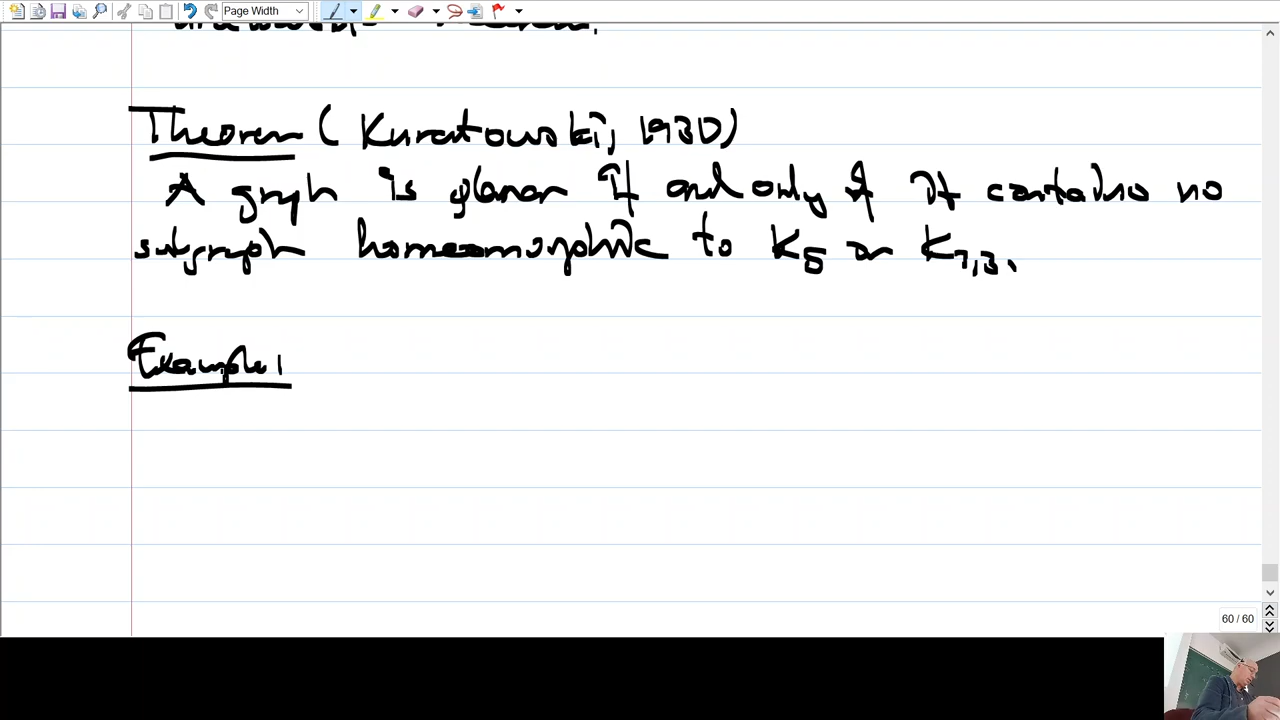 Page Width
Theorem (Kuratowski, 1930)
A graph is planar if and only if it contains no
subgraph homeomorphic to K5 or K3,3.
Example 1
60 / 60